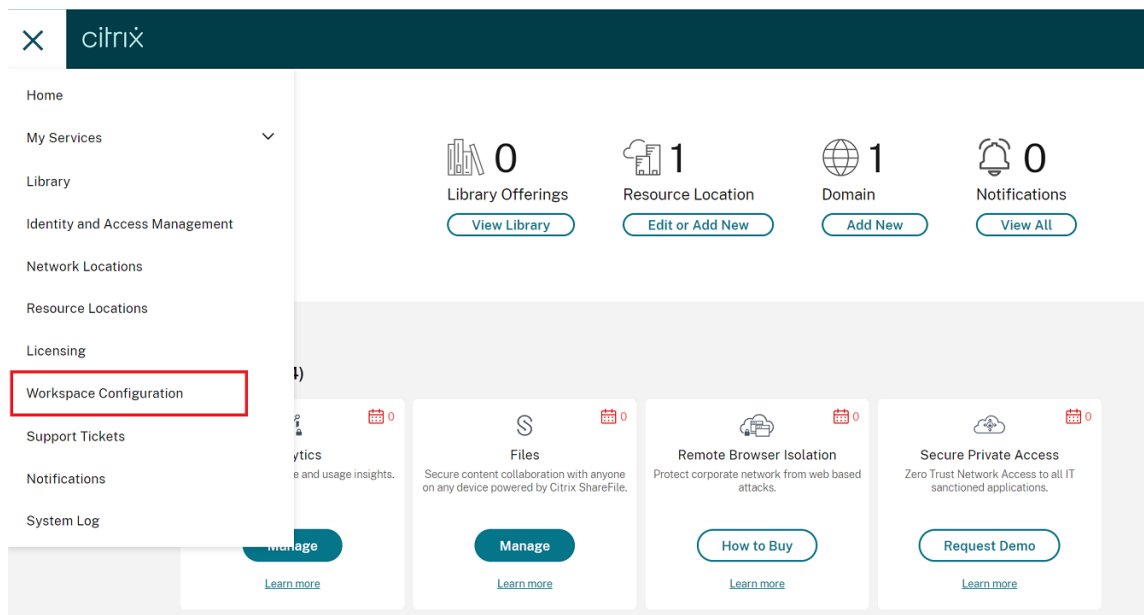 citrix
Home
My Services
Library
Identity and Access Management
Network Locations
Resource Locations
Licensing
Workspace Configuration
Support Tickets
Notifications
System Log
0
Library Offerings
View Library
1
Resource Location
Edit or Add New
1
Domain
Add New
0
Notifications
View All
4)
0
ytics
e and usage insights.
Manage
Learn more
0
Files
Secure content collaboration with anyone
on any device powered by Citrix ShareFile.
Manage
Learn more
0
Remote Browser Isolation
Protect corporate network from web based
attacks.
How to Buy
Learn more
0
Secure Private Access
Zero Trust Network Access to all IT
sanctioned applications.
Request Demo
Learn more